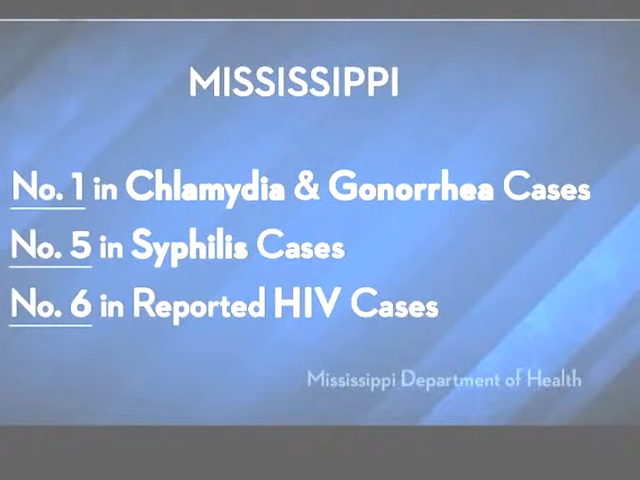 MISSISSIPPI
No. 1 in Chlamydia & Gonorrhea Cases
No. 5 in Syphilis Cases
No. 6 in Reported HIV Cases
Mississippi Department of Health